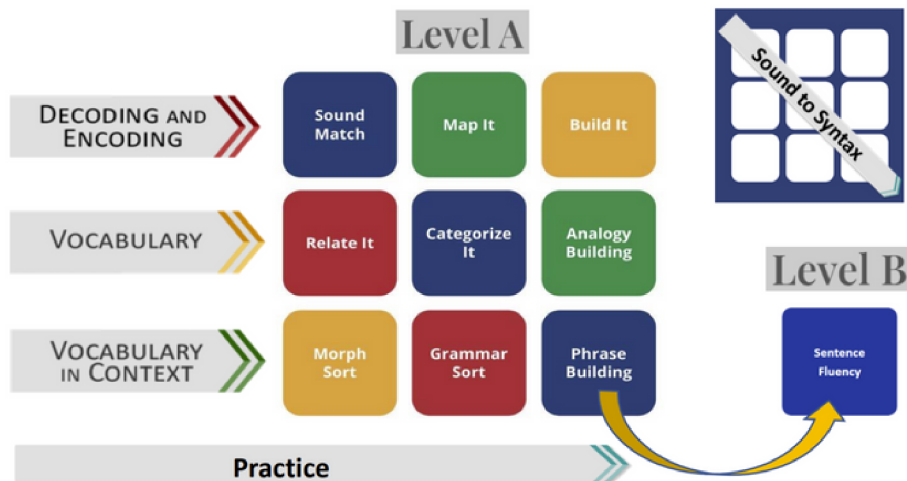 Level A
DECODING AND
ENCODING
Sound
Match
Map It
Build It
Sound to Syntax
VOCABULARY
Relate It
Categorize
It
Analogy
Building
Level B
VOCABULARY
IN CONTEXT
Morph
Sort
Grammar
Sort
Phrase
Building
Sentence
Fluency
Practice